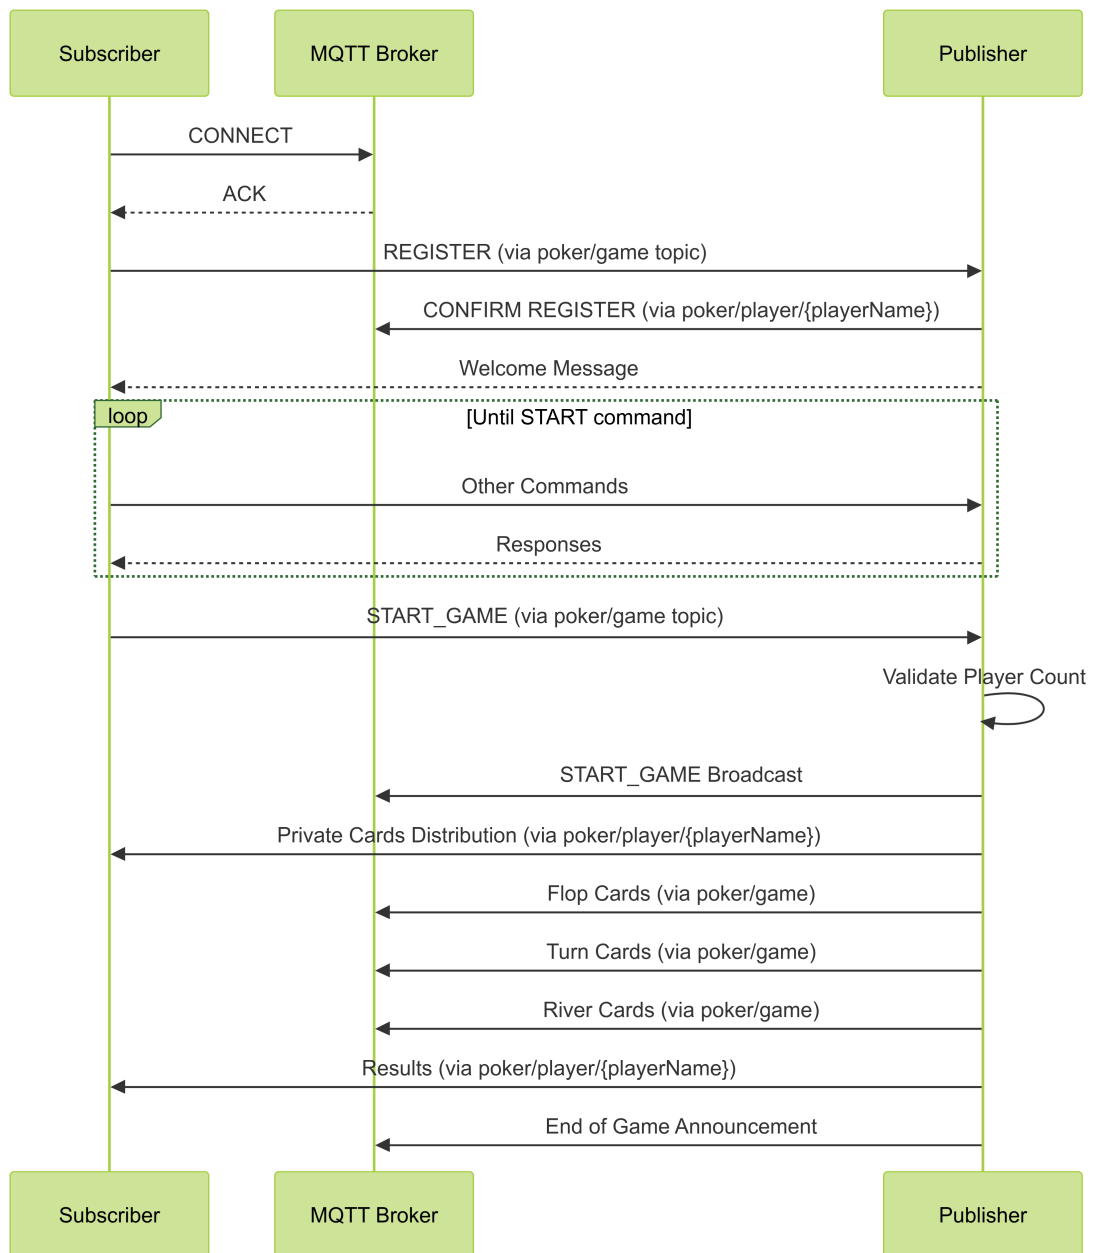 Subscriber
MQTT Broker
Publisher
CONNECT
ACK
REGISTER (via poker/game topic)
CONFIRM REGISTER (via poker/player/{playerName})
Welcome Message
loop
[Until START command]
Other Commands
Responses
START_GAME (via poker/game topic)
Validate Player Count
START_GAME Broadcast
Private Cards Distribution (via poker/player/{playerName})
Flop Cards (via poker/game)
Turn Cards (via poker/game)
River Cards (via poker/game)
Results (via poker/player/{playerName})
End of Game Announcement
Subscriber
MQTT Broker
Publisher